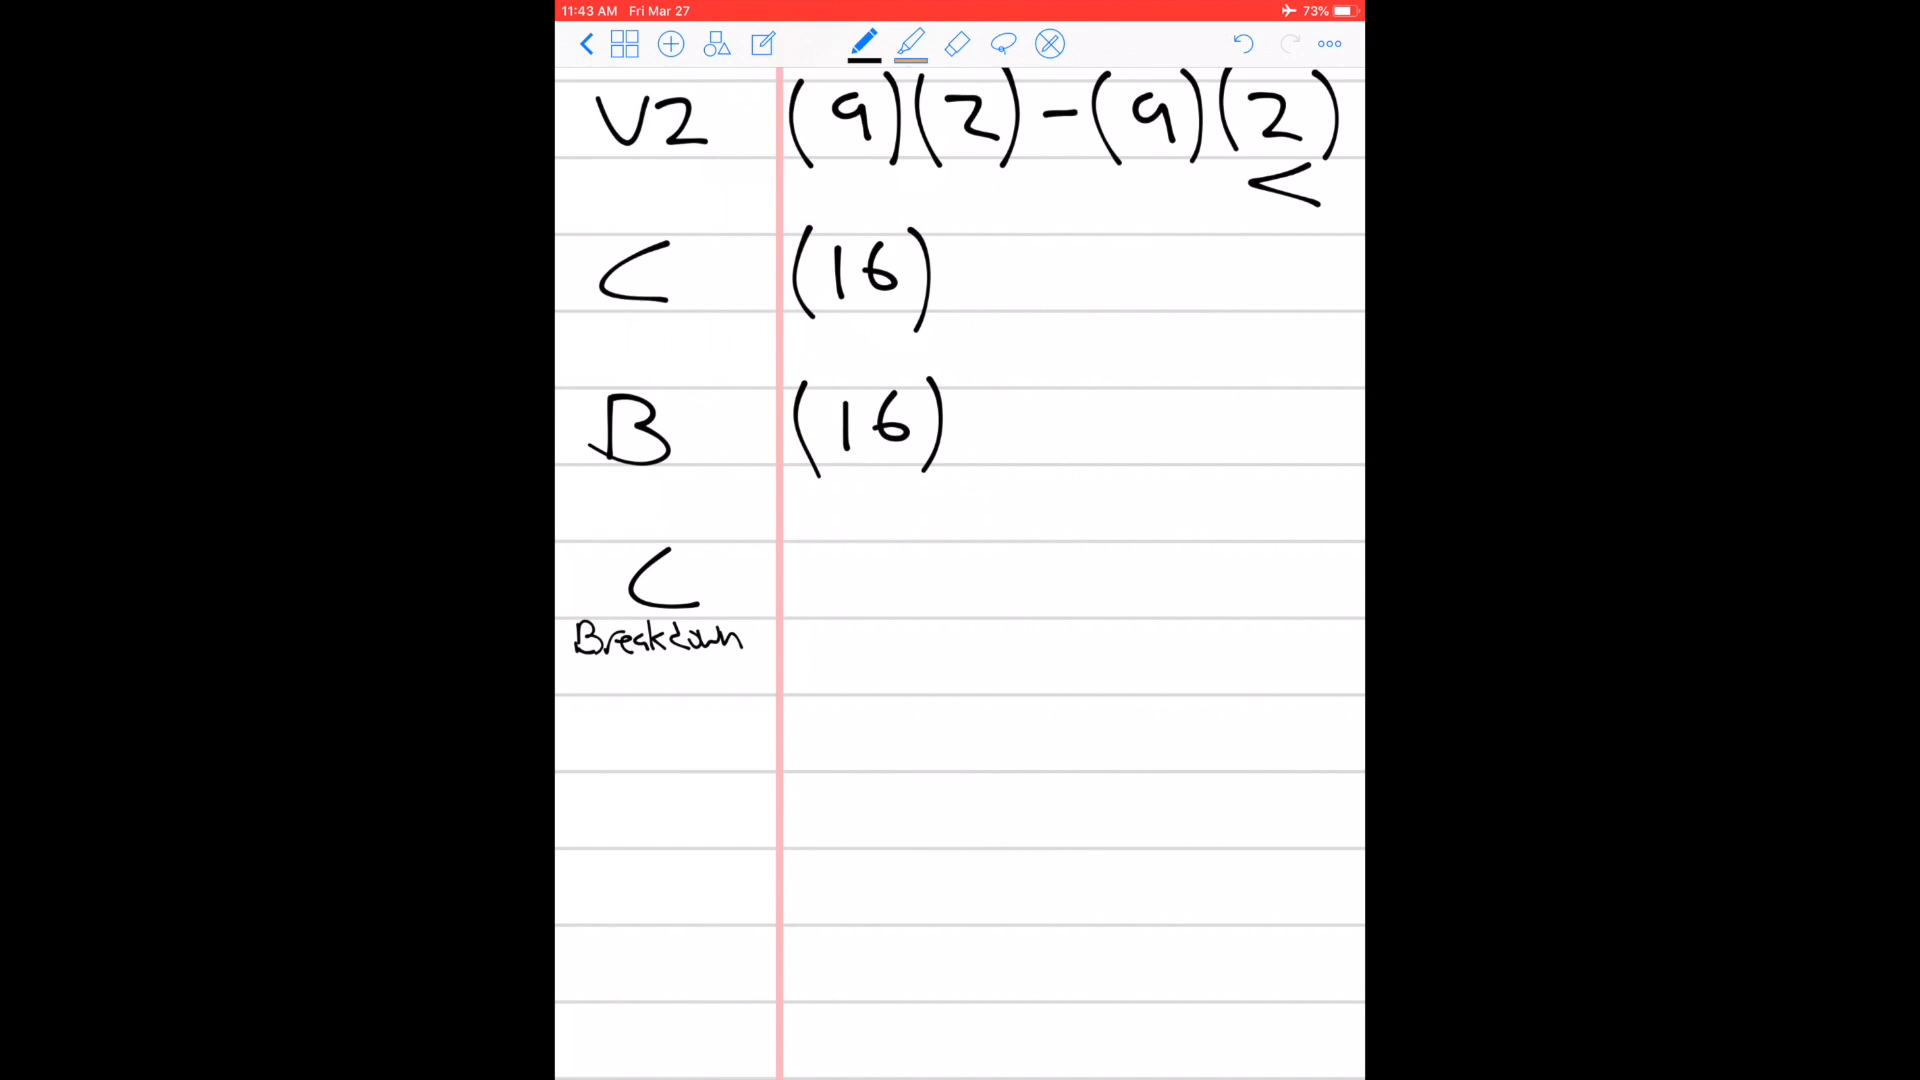 11:43 AM Fri Mar 27 73%
V2 (9)(2)-(9)(2)
<
C (16)
B (16)
C
Breakdown